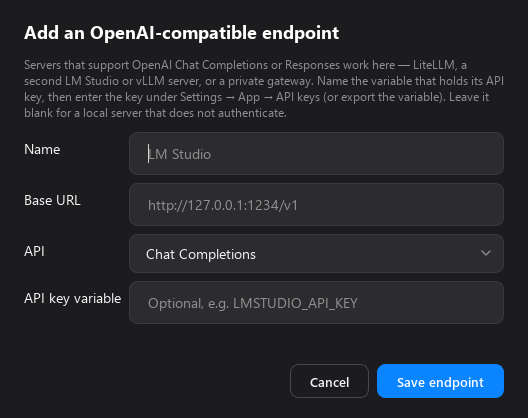 Add an OpenAI-compatible endpoint
Servers that support OpenAI Chat Completions or Responses work here — LiteLLM, a
second LM Studio or vLLM server, or a private gateway. Name the variable that holds its API
key, then enter the key under Settings → App → API keys (or export the variable). Leave it
blank for a local server that does not authenticate.
Name
LM Studio
Base URL
http://127.0.0.1:1234/v1
API
Chat Completions
API key variable
Optional, e.g. LMSTUDIO_API_KEY
Cancel
Save endpoint